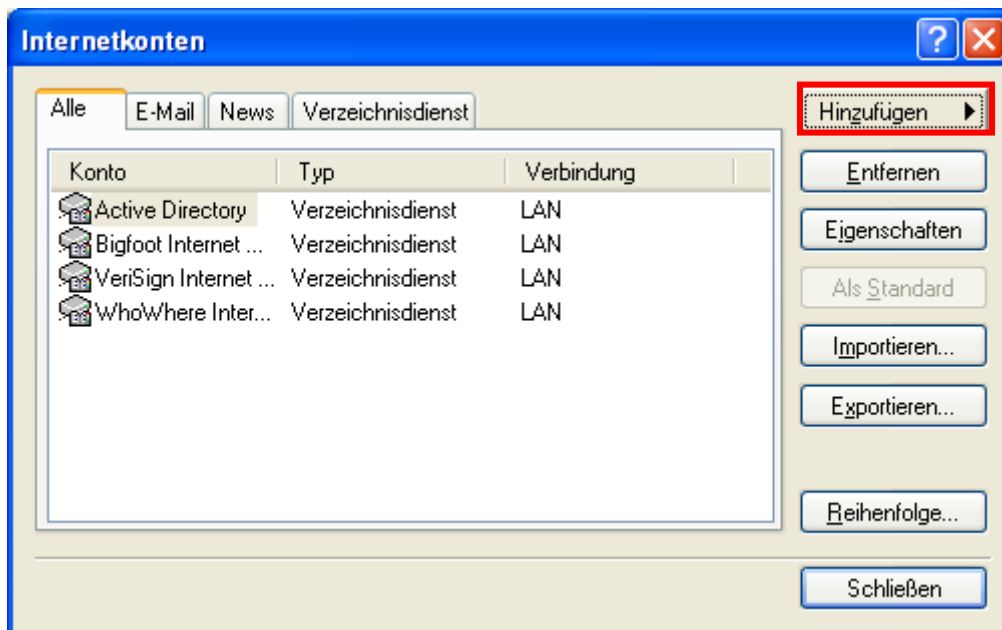 Internetkonten
Alle E-Mail News Verzeichnisdienst
Hinzufügen
Konto Typ Verbindung
Entfernen
Active Directory Verzeichnisdienst LAN
Bigfoot Internet ... Verzeichnisdienst LAN
Eigenschaften
VeriSign Internet ... Verzeichnisdienst LAN
Als Standard
WhoWhere Inter... Verzeichnisdienst LAN
Importieren...
Exportieren...
Reihenfolge...
Schließen